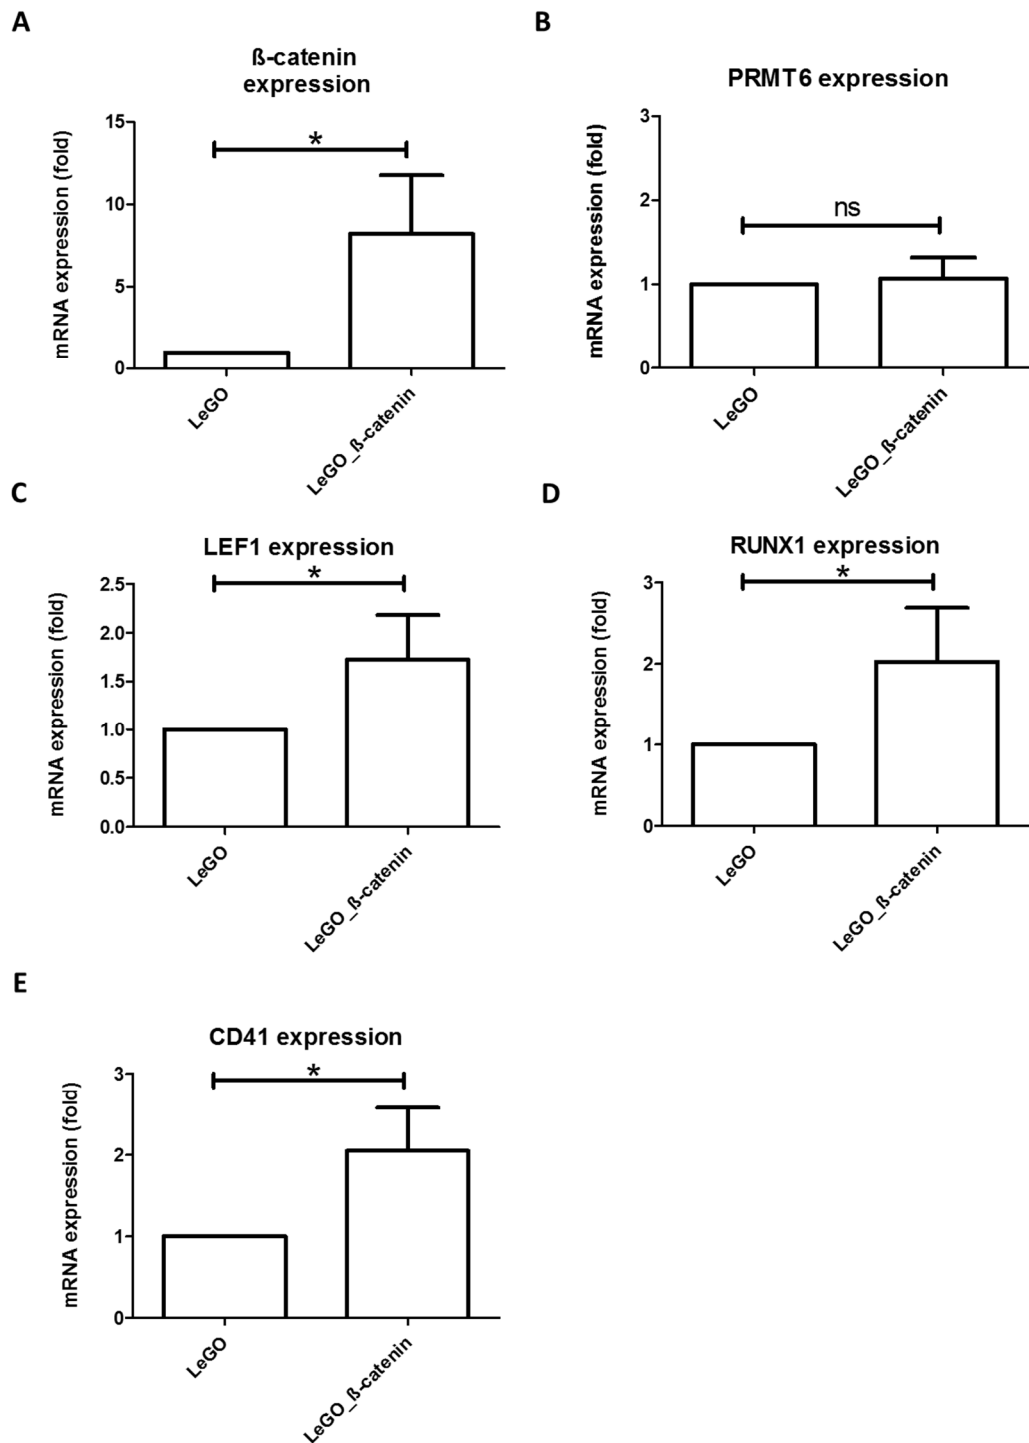 A
ß-catenin
expression
mRNA expression (fold)
15
10
5
0
*
LeGO
LeGO_ß-catenin
B
PRMT6 expression
mRNA expression (fold)
3
2
1
0
ns
LeGO
LeGO_ß-catenin
C
LEF1 expression
mRNA expression (fold)
2.5
2.0
1.5
1.0
0.5
0.0
*
LeGO
LeGO_ß-catenin
D
RUNX1 expression
mRNA expression (fold)
3
2
1
0
*
LeGO
LeGO_ß-catenin
E
CD41 expression
mRNA expression (fold)
3
2
1
0
*
LeGO
LeGO_ß-catenin